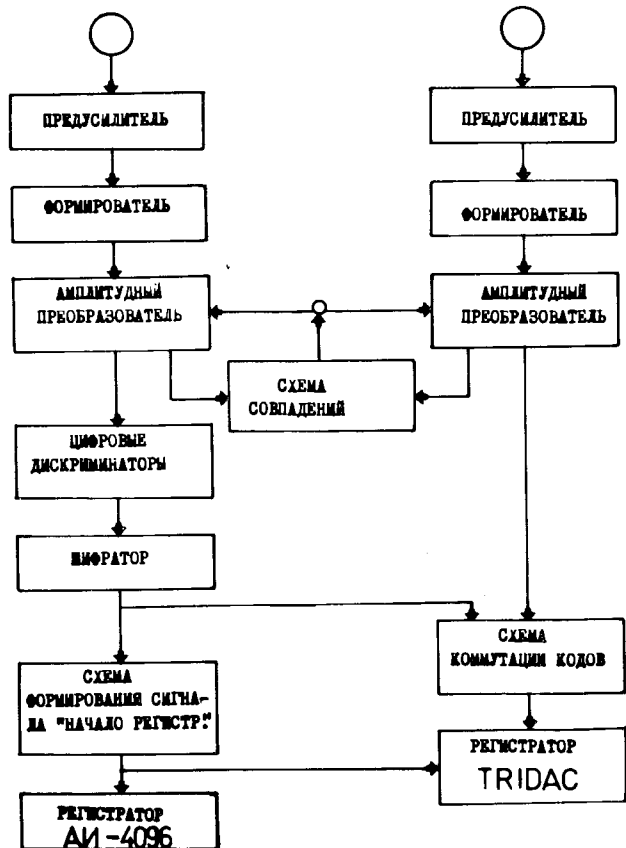 ПРЕДУСИЛИТЕЛЬ
ПРЕДУСИЛИТЕЛЬ
ФОРМИРОВАТЕЛЬ
ФОРМИРОВАТЕЛЬ
АМПЛИТУДНЫЙ
ПРЕОБРАЗОВАТЕЛЬ
АМПЛИТУДНЫЙ
ПРЕОБРАЗОВАТЕЛЬ
СХЕМА
СОВПАДЕНИЙ
ЦИФРОВЫЕ
ДИСКРИМИНАТОРЫ
ШИФРАТОР
СХЕМА
КОММУТАЦИИ КОДОВ
СХЕМА
ФОРМИРОВАНИЯ СИГНА-
ЛА "НАЧАЛО РЕГИСТР."
РЕГИСТРАТОР
TRIDAC
РЕГИСТРАТОР
АИ-4096